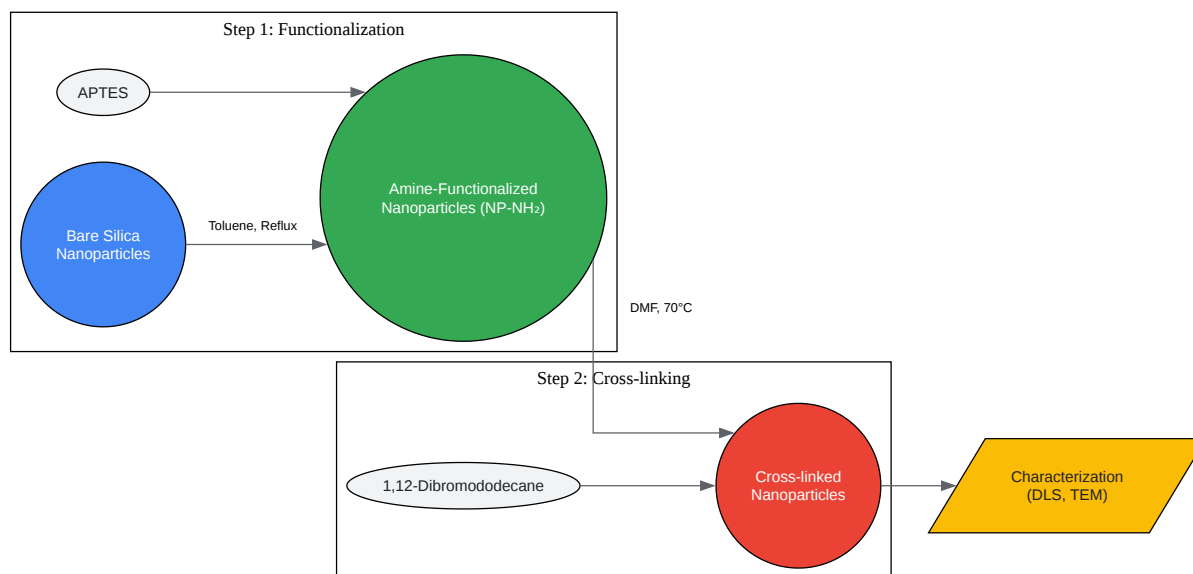 Step 1: Functionalization
APTES
Amine-Functionalized
Nanoparticles (NP-NH₂)
Toluene, Reflux
Bare Silica
Nanoparticles
DMF, 70°C
Step 2: Cross-linking
1,12-Dibromododecane
Cross-linked
Nanoparticles
Characterization
(DLS, TEM)